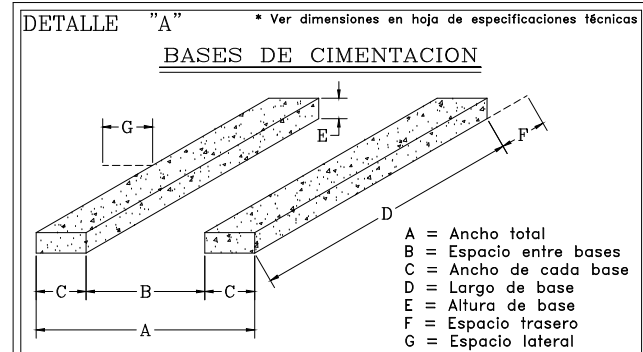 DETALLE "A"
* Ver dimensiones en hoja de especificaciones técnicas
BASES DE CIMENTACION
G
E
F
D
C
B
C
A
A = Ancho total
B = Espacio entre bases
C = Ancho de cada base
D = Largo de base
E = Altura de base
F = Espacio trasero
G = Espacio lateral